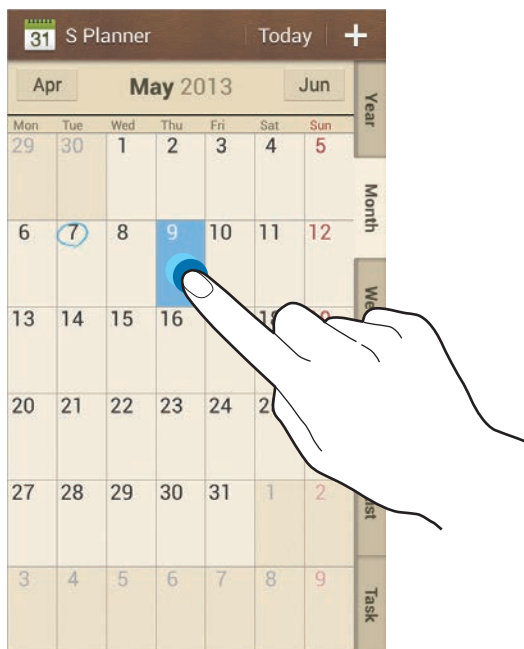 31 S Planner Today +
Apr May 2013 Jun
Mon Tue Wed Thu Fri Sat Sun
29 30 1 2 3 4 5
6 7 8 9 10 11 12
13 14 15 16
20 21 22 23 24
27 28 29 30 31 1 2
3 4 5 6 7 8 9
Year
Month
Task